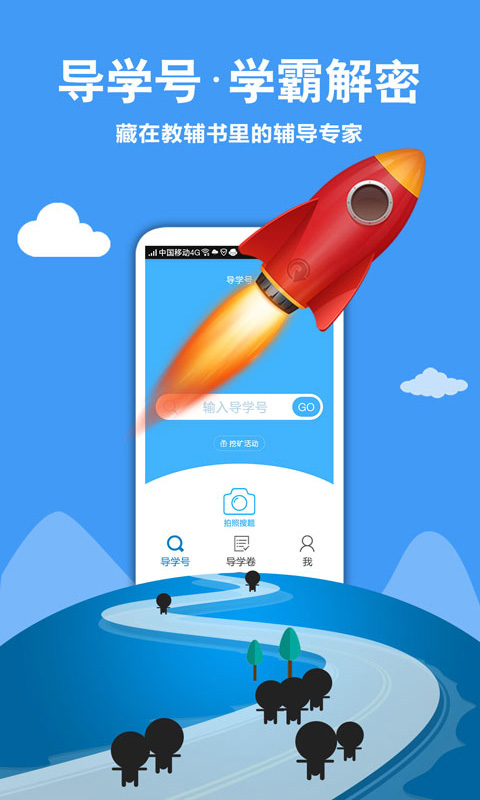 导学号·学霸解密
藏在教辅书里的辅导专家
中国移动4G
导学号
输入导学号 GO
挖矿活动
拍照搜题
导学号 导学卷 我